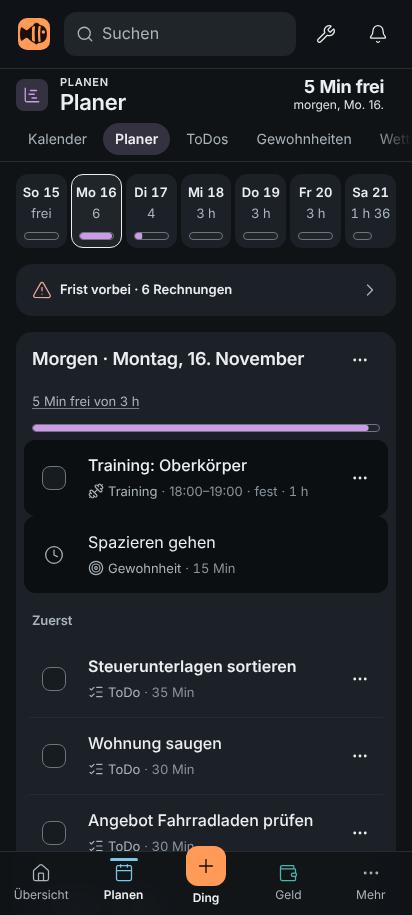 Suchen
PLANEN
Planer
5 Min frei
morgen, Mo. 16.
Kalender
Planer
ToDos
Gewohnheiten
So 15
frei
Mo 16
6
Di 17
4
Mi 18
3 h
Do 19
3 h
Fr 20
3 h
Sa 21
1 h 36
Frist vorbei · 6 Rechnungen
Morgen · Montag, 16. November
5 Min frei von 3 h
Training: Oberkörper
Training · 18:00–19:00 · fest · 1 h
Spazieren gehen
Gewohnheit · 15 Min
Zuerst
Steuerunterlagen sortieren
ToDo · 35 Min
Wohnung saugen
ToDo · 30 Min
Angebot Fahrradladen prüfen
ToDo · 30 Min
Übersicht
Planen
Ding
Geld
Mehr